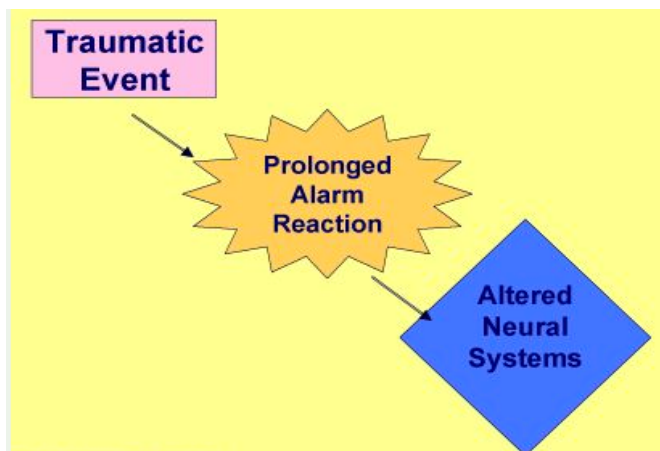 Traumatic
Event
Prolonged
Alarm
Reaction
Altered
Neural
Systems